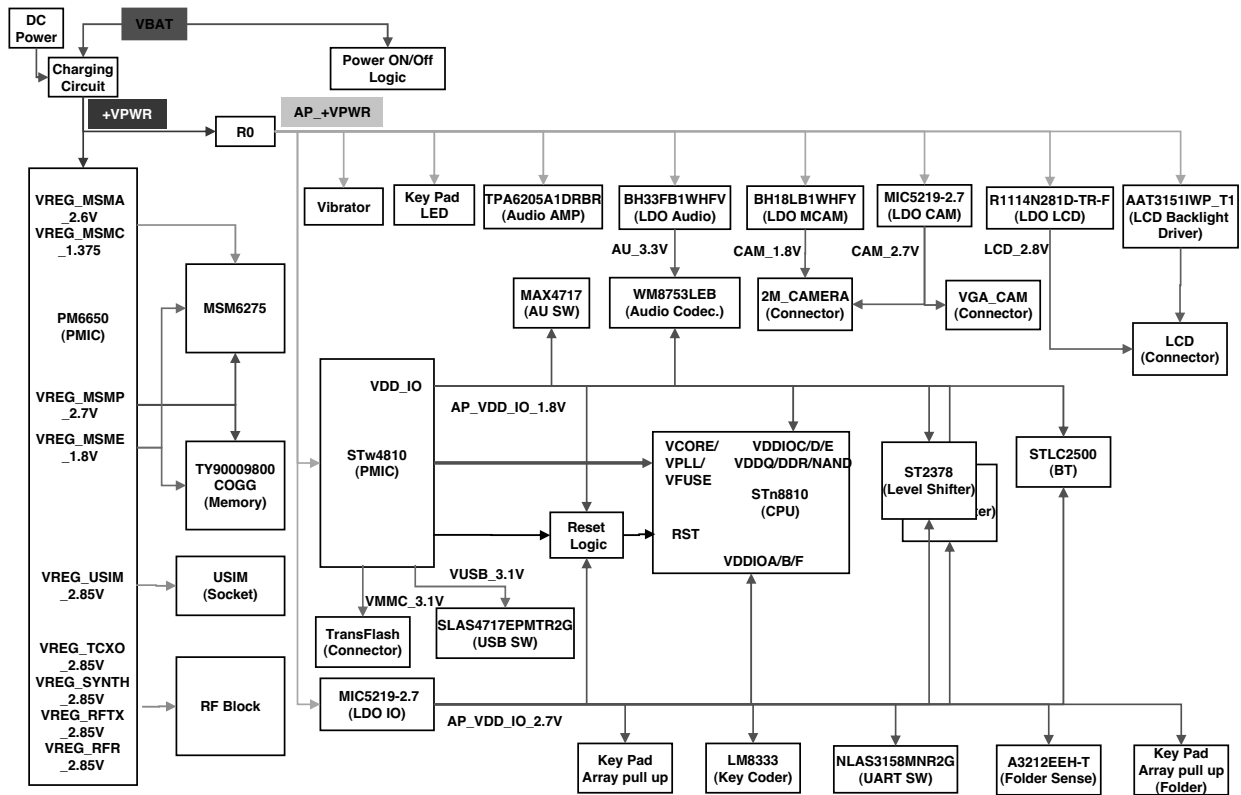 DC
Power
VBAT
Charging
Circuit
Power ON/Off
Logic
+VPWR
AP_+VPWR
R0
VREG_MSMA
_2.6V
VREG_MSMC
_1.375
PM6650
(PMIC)
VREG_MSMP
_2.7V
VREG_MSME
_1.8V
VREG_USIM
_2.85V
VREG_TCXO
_2.85V
VREG_SYNTH
_2.85V
VREG_RFTX
_2.85V
VREG_RFR
_2.85V
MSM6275
TY90009800
COGG
(Memory)
USIM
(Socket)
RF Block
Vibrator
Key Pad
LED
TPA6205A1DRBR
(Audio AMP)
BH33FB1WHFV
(LDO Audio)
BH18LB1WHFY
(LDO MCAM)
MIC5219-2.7
(LDO CAM)
R1114N281D-TR-F
(LDO LCD)
AAT3151IWP_T1
(LCD Backlight
Driver)
AU_3.3V
CAM_1.8V
CAM_2.7V
LCD_2.8V
MAX4717
(AU SW)
WM8753LEB
(Audio Codec.)
2M_CAMERA
(Connector)
VGA_CAM
(Connector)
LCD
(Connector)
VDD_IO
AP_VDD_IO_1.8V
STw4810
(PMIC)
VCORE/
VPLL/
VFUSE
VDDIOC/D/E
VDDQ/DDR/NAND
STn8810
(CPU)
RST
VDDIOA/B/F
Reset
Logic
ST2378
(Level Shifter)
ter)
STLC2500
(BT)
VUSB_3.1V
VMMC_3.1V
TransFlash
(Connector)
SLAS4717EPMTR2G
(USB SW)
MIC5219-2.7
(LDO IO)
AP_VDD_IO_2.7V
Key Pad
Array pull up
LM8333
(Key Coder)
NLAS3158MNR2G
(UART SW)
A3212EEH-T
(Folder Sense)
Key Pad
Array pull up
(Folder)